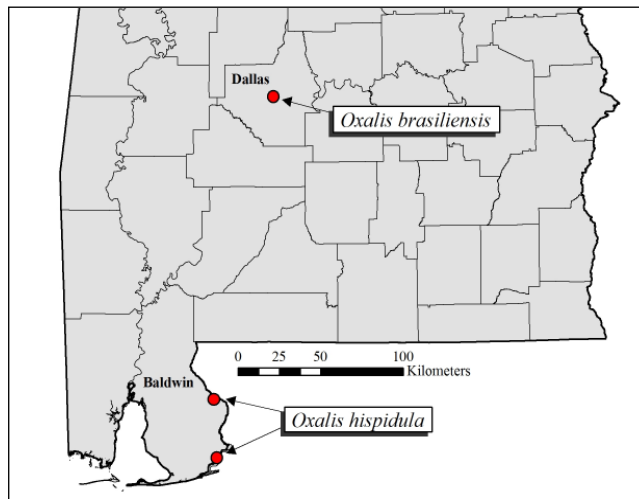 Dallas
Oxalis brasiliensis
0 25 50 100
Kilometers
Baldwin
Oxalis hispidula